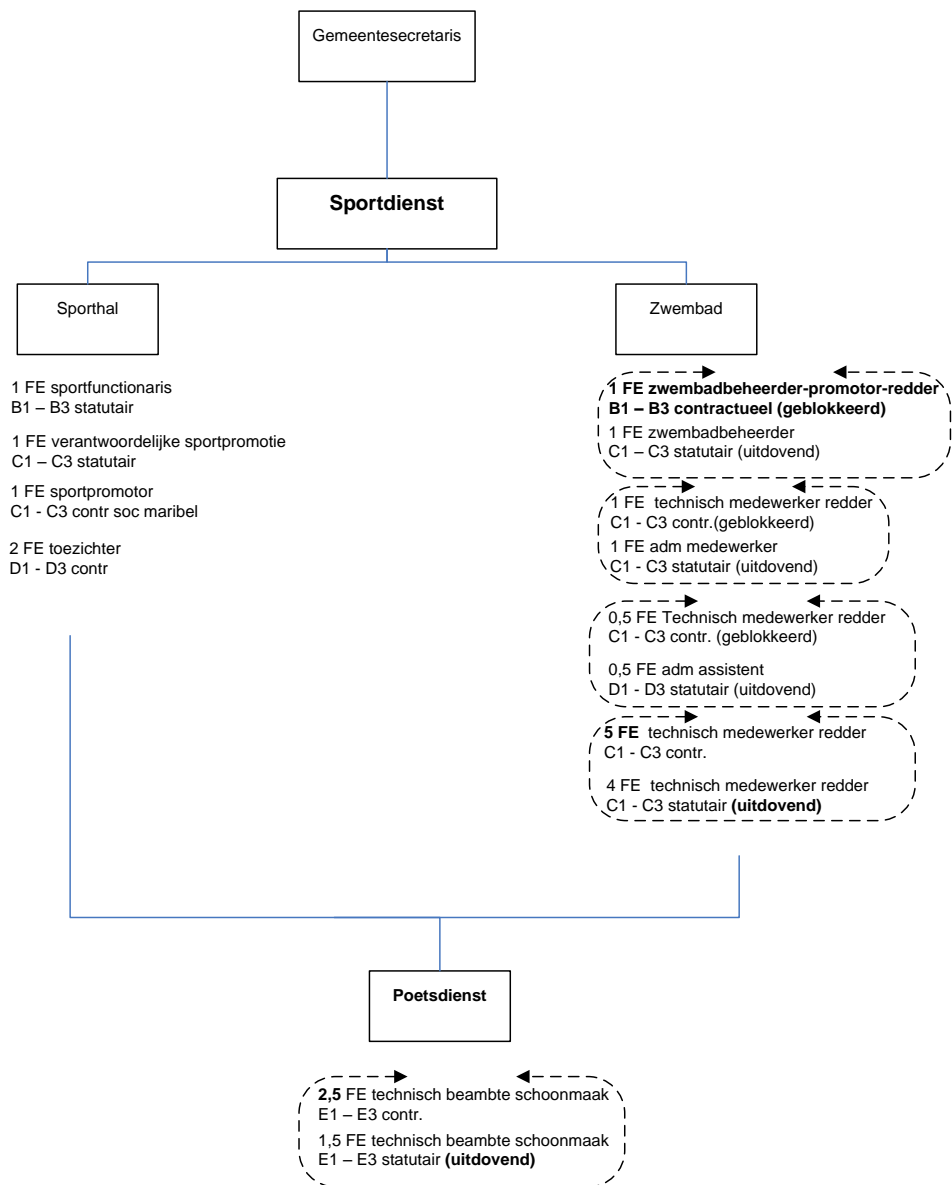 Gemeentesecretaris
Sportdienst
Sporthal
Zwembad
1 FE sportfunctionaris
B1 – B3 statutair
1 FE verantwoordelijke sportpromotie
C1 – C3 statutair
1 FE sportpromotor
C1 - C3 contr soc maribel
2 FE toezichter
D1 - D3 contr
1 FE zwembadbeheerder-promotor-redder
B1 – B3 contractueel (geblokkeerd)
1 FE zwembadbeheerder
C1 – C3 statutair (uitdovend)
1 FE technisch medewerker redder
C1 - C3 contr.(geblokkeerd)
1 FE adm medewerker
C1 - C3 statutair (uitdovend)
0,5 FE Technisch medewerker redder
C1 - C3 contr. (geblokkeerd)
0,5 FE adm assistent
D1 - D3 statutair (uitdovend)
5 FE technisch medewerker redder
C1 - C3 contr.
4 FE technisch medewerker redder
C1 - C3 statutair (uitdovend)
Poetsdienst
2,5 FE technisch beambte schoonmaak
E1 – E3 contr.
1,5 FE technisch beambte schoonmaak
E1 – E3 statutair (uitdovend)